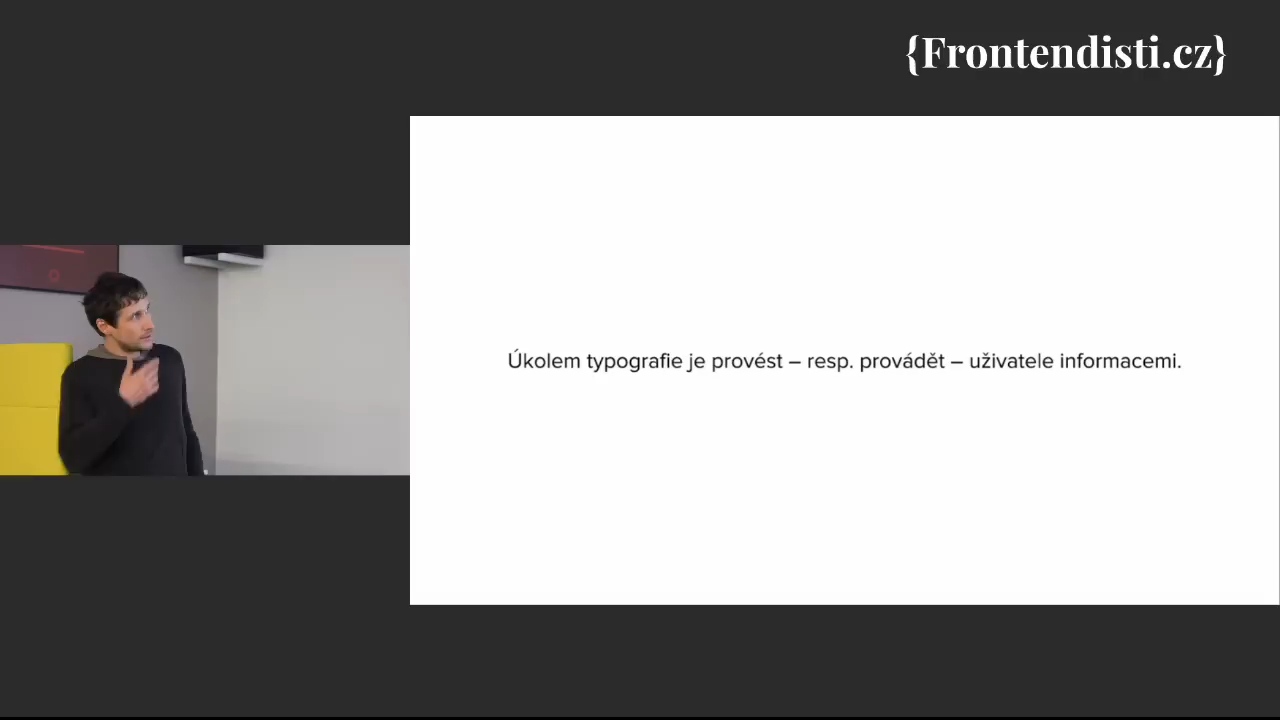 {Frontendisti.cz}
Úkolem typografie je provést – resp. provádět – uživatele informacemi.